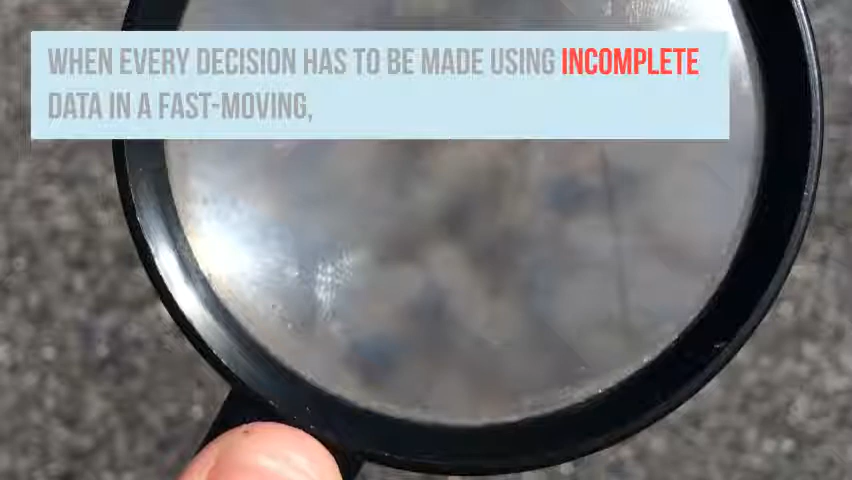 WHEN EVERY DECISION HAS TO BE MADE USING INCOMPLETE
DATA IN A FAST-MOVING,